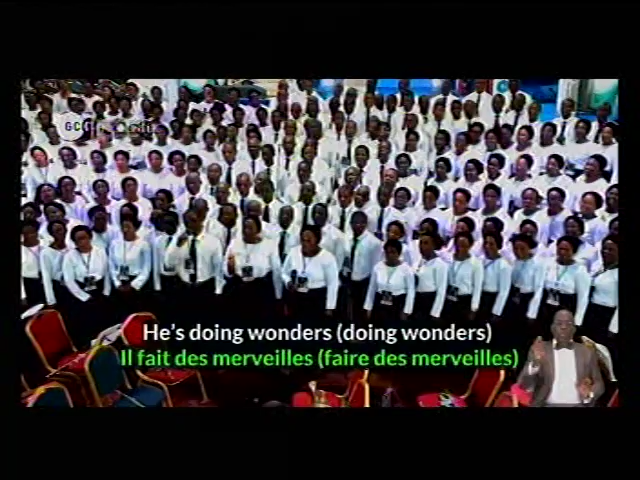 He's doing wonders (doing wonders)
Il fait des merveilles (faire des merveilles)